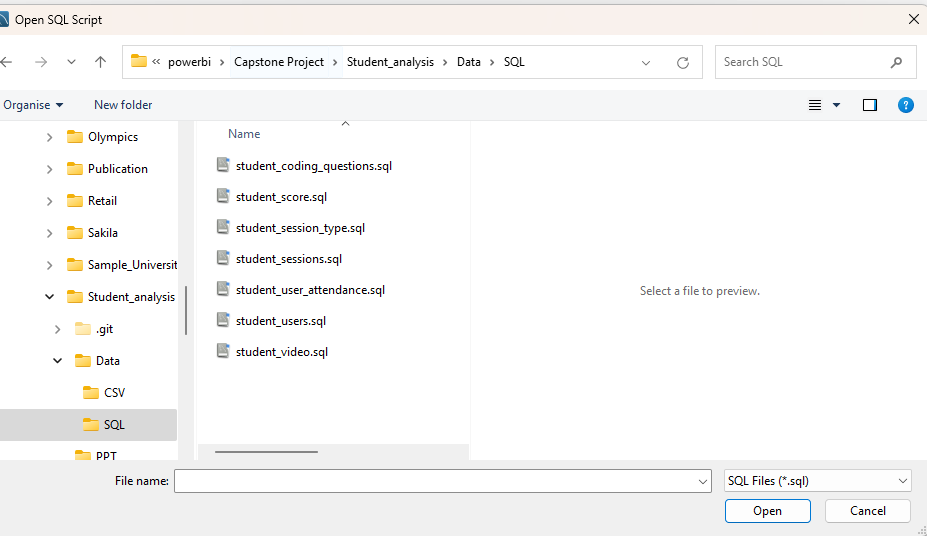 Open SQL Script
« powerbi > Capstone Project > Student_analysis > Data > SQL
Search SQL
Organise
New folder
Olympics
Publication
Retail
Sakila
Sample_Universit
Student_analysis
.git
Data
CSV
SQL
PPT
Name
student_coding_questions.sql
student_score.sql
student_session_type.sql
student_sessions.sql
student_user_attendance.sql
student_users.sql
student_video.sql
Select a file to preview.
File name:
SQL Files (*.sql)
Open
Cancel